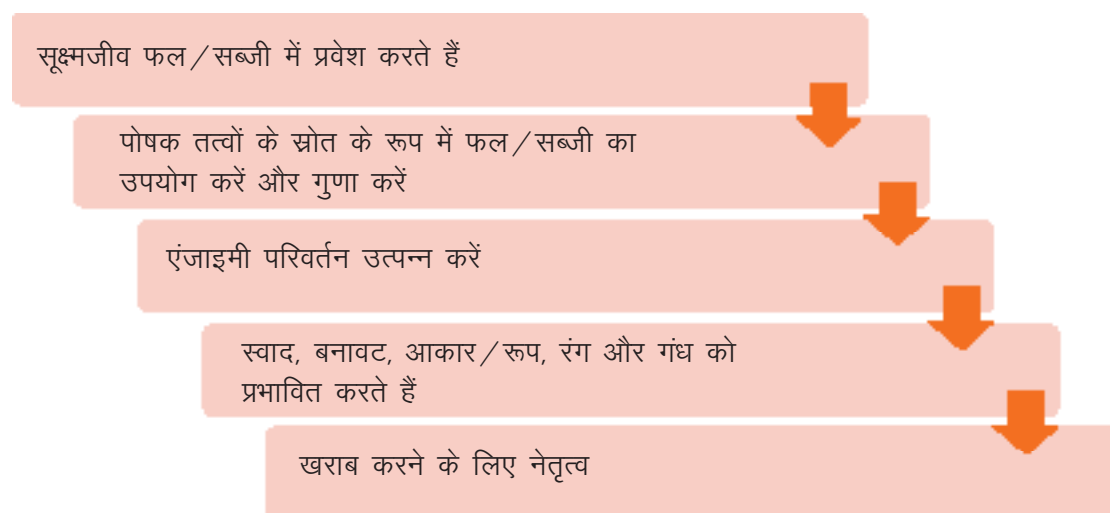 सूक्ष्मजीव फल/सब्जी में प्रवेश करते हैं
पोषक तत्वों के स्रोत के रूप में फल/सब्जी का
उपयोग करें और गुणा करें
एंजाइमी परिवर्तन उत्पन्न करें
स्वाद, बनावट, आकार/रूप, रंग और गंध को
प्रभावित करते हैं
खराब करने के लिए नेतृत्व